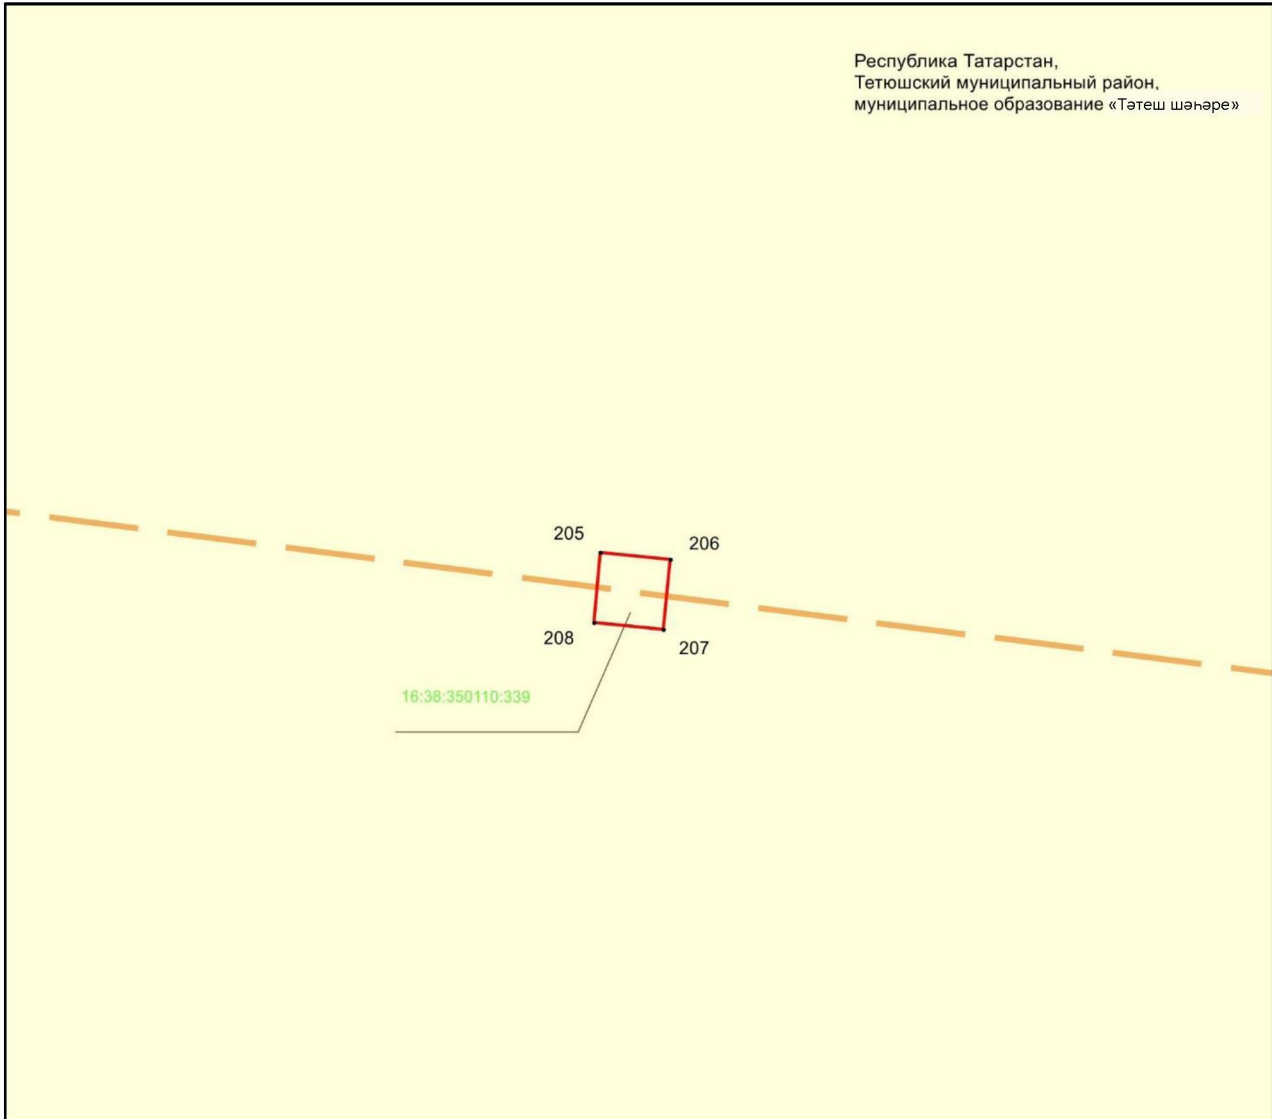 Республика Татарстан,
Тетюшский муниципальный район,
муниципальное образование «Тәтеш шәһәре»
205
206
208
207
16:38:350110:339